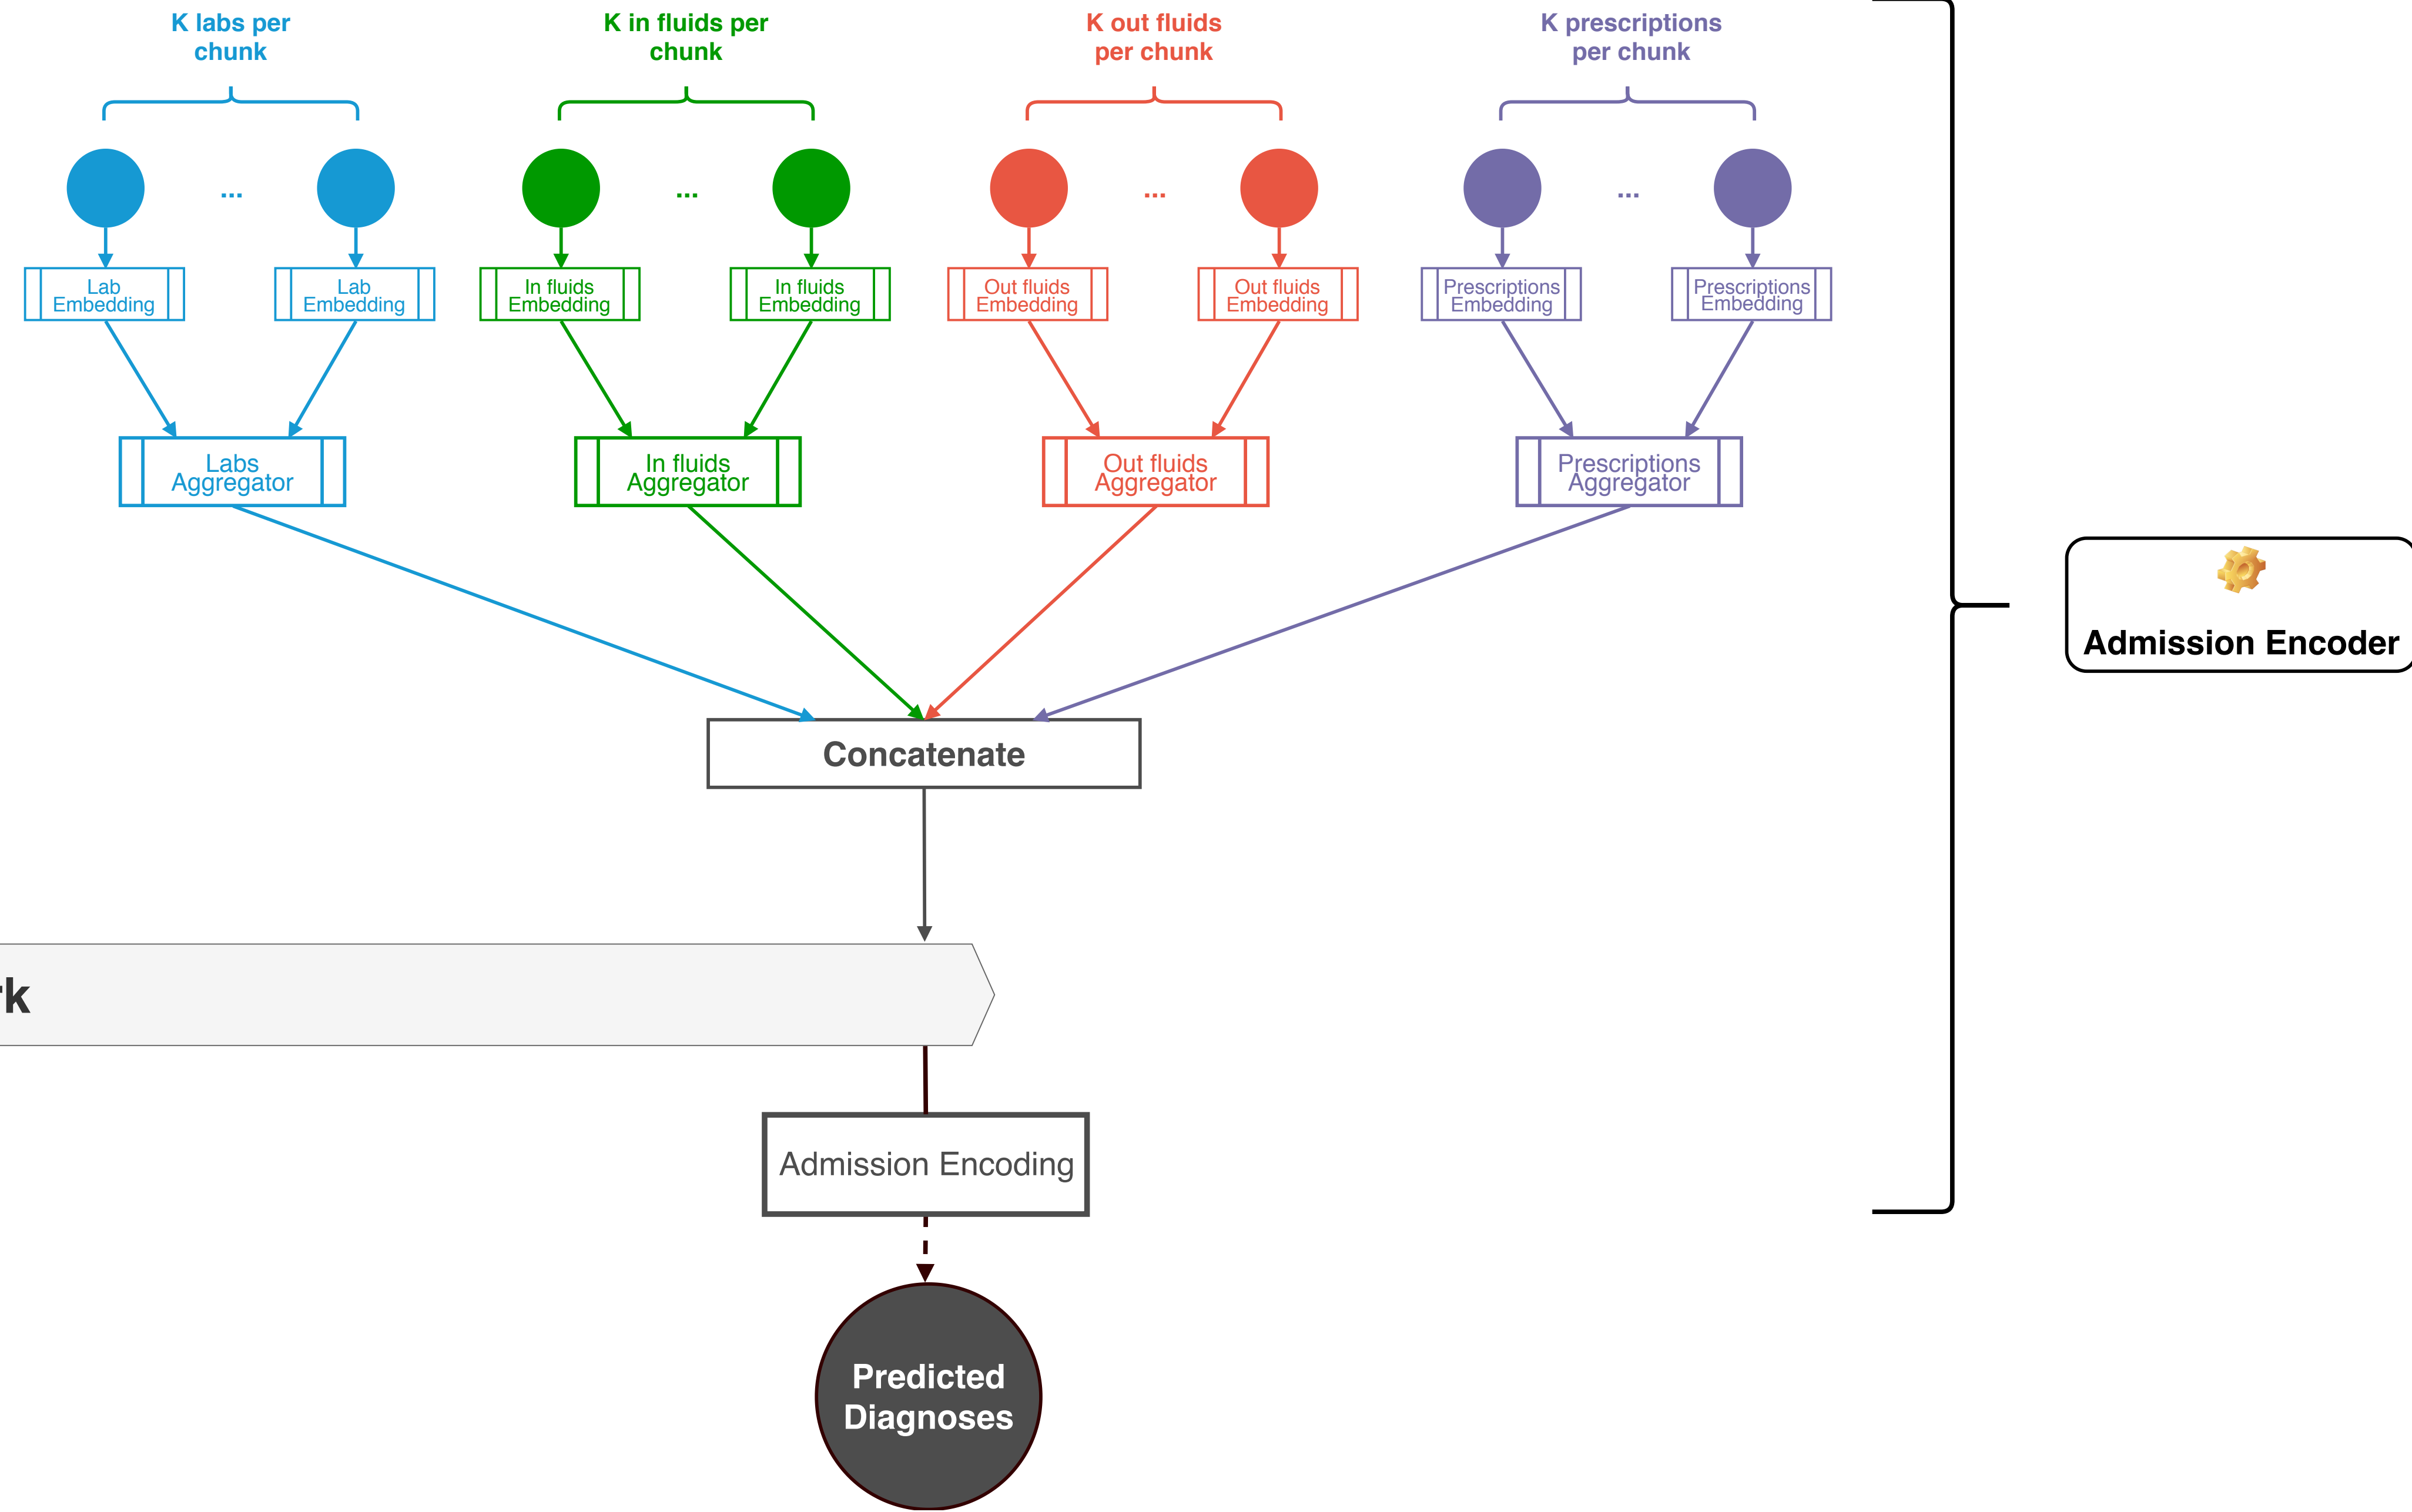 K labs per
chunk
K in fluids per
chunk
K out fluids
per chunk
K prescriptions
per chunk
...
...
...
...
Lab
Embedding
Lab
Embedding
In fluids
Embedding
In fluids
Embedding
Out fluids
Embedding
Out fluids
Embedding
Prescriptions
Embedding
Prescriptions
Embedding
Labs
Aggregator
In fluids
Aggregator
Out fluids
Aggregator
Prescriptions
Aggregator
Admission Encoder
Concatenate
Admission Encoding
Predicted
Diagnoses